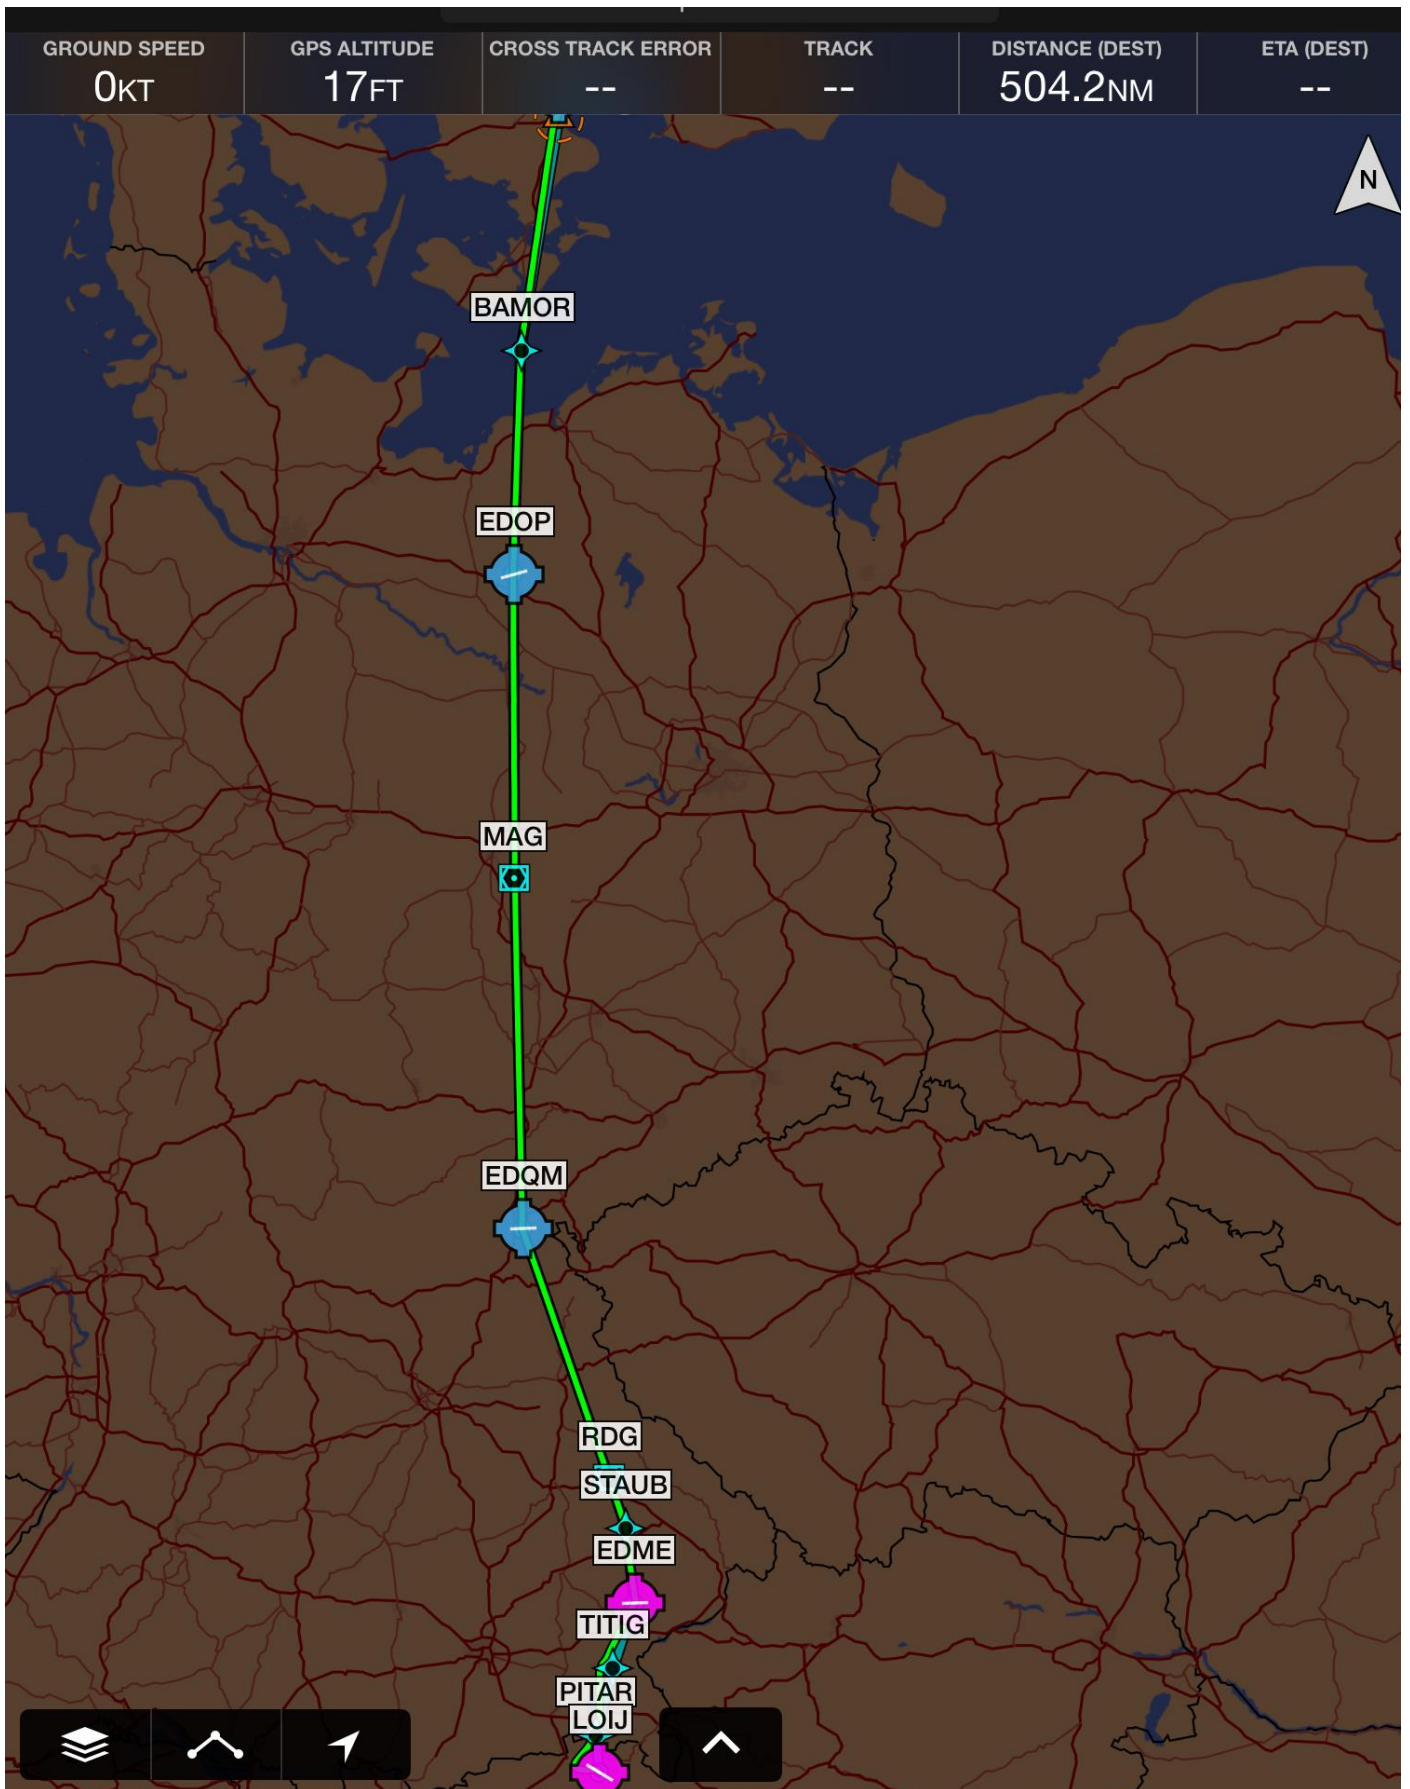 GROUND SPEED
0KT
GPS ALTITUDE
17FT
CROSS TRACK ERROR
--
TRACK
--
DISTANCE (DEST)
504.2NM
ETA (DEST)
--
N
BAMOR
EDOP
MAG
EDQM
RDG
STAUB
EDME
TITIG
PITAR
LOIJ